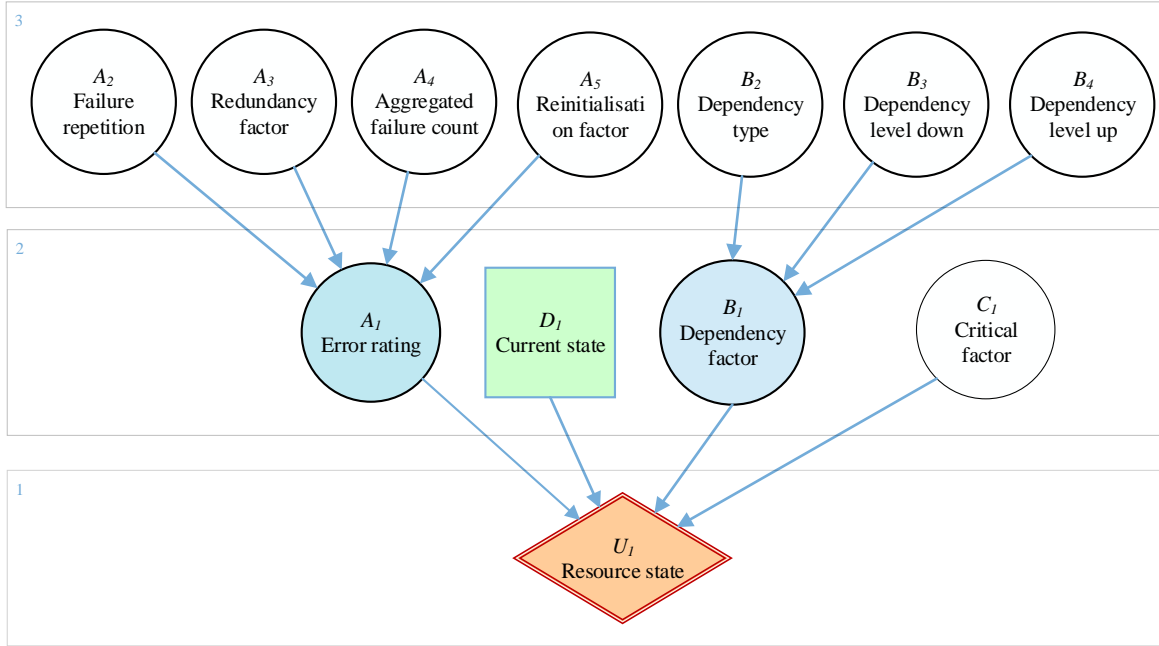 3
A2
Failure
repetition
A3
Redundancy
factor
A4
Aggregated
failure count
A5
Reinitialisati
on factor
B2
Dependency
type
B3
Dependency
level down
B4
Dependency
level up
2
A1
Error rating
D1
Current state
B1
Dependency
factor
C1
Critical
factor
1
U1
Resource state